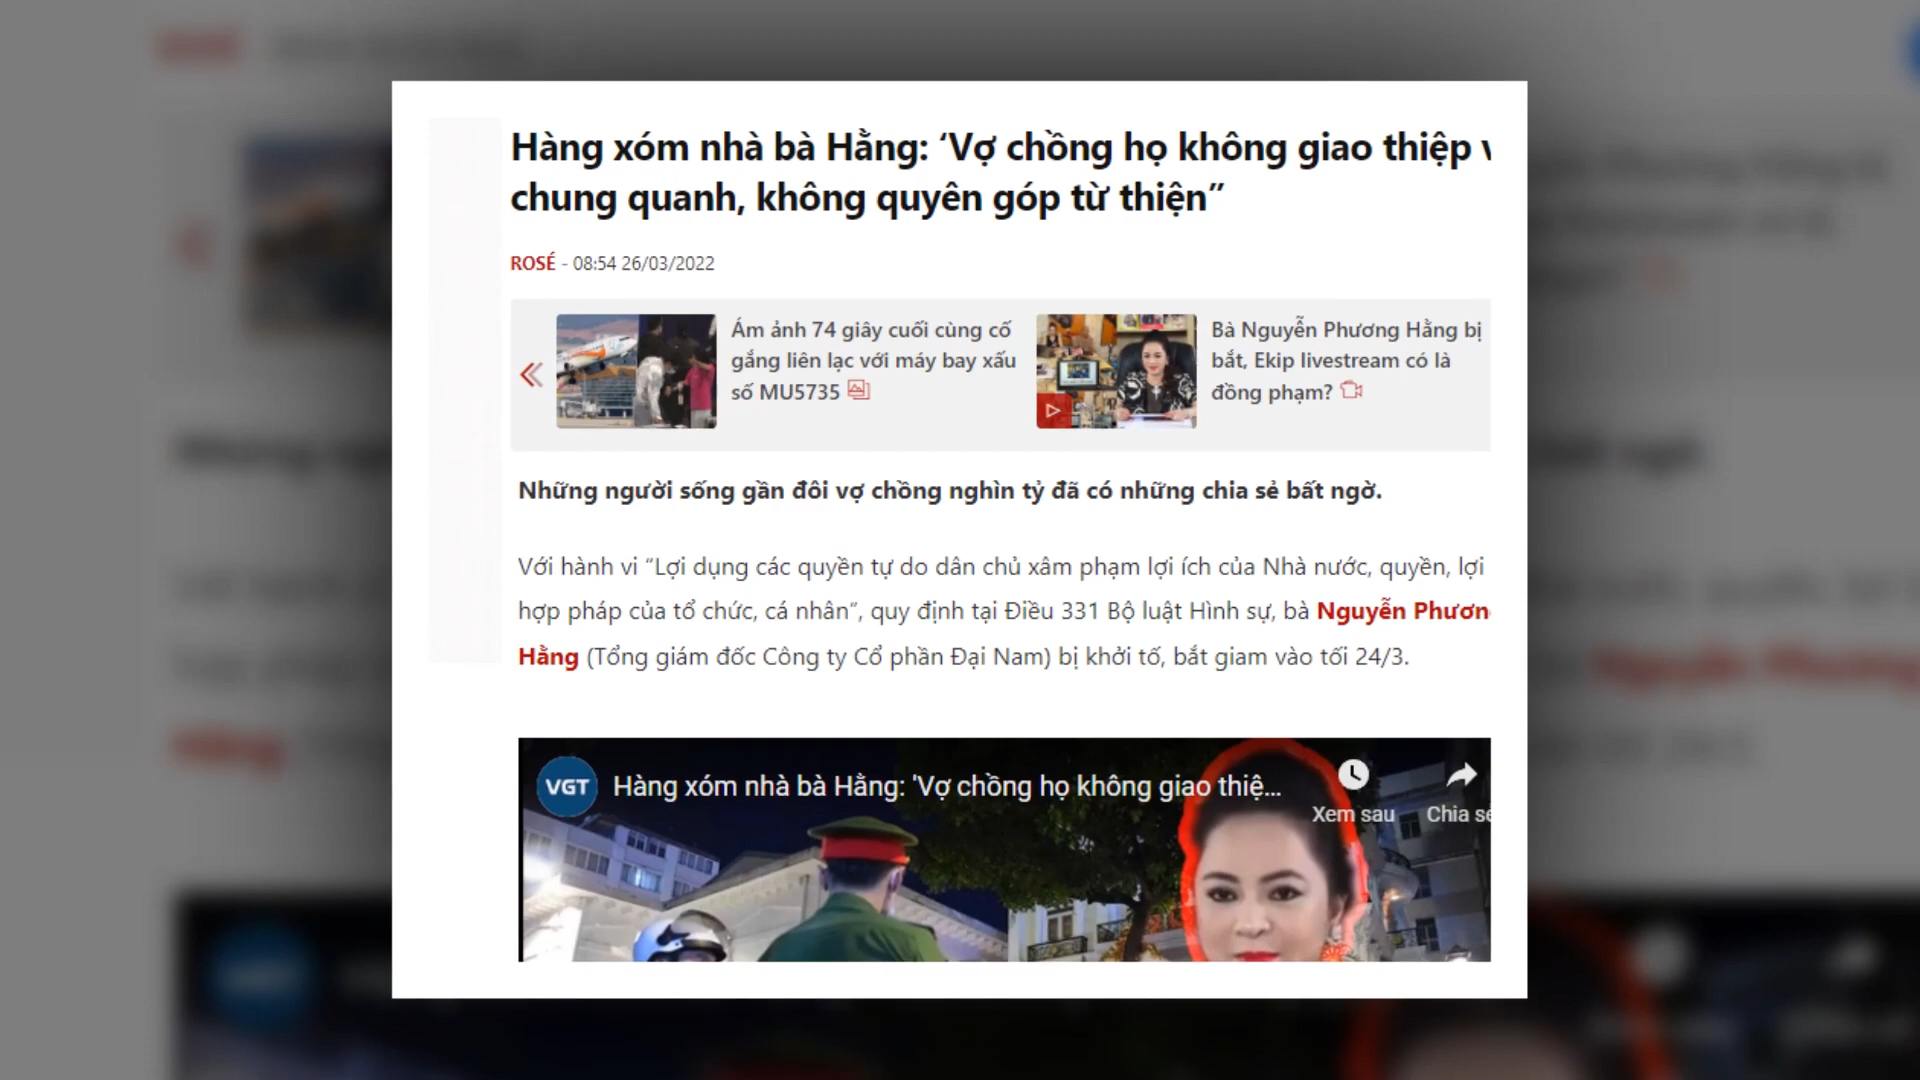 Hàng xóm nhà bà Hằng: ‘Vợ chồng họ không giao thiệp
chung quanh, không quyên góp từ thiện”
ROSÉ - 08:54 26/03/2022
Ám ảnh 74 giây cuối cùng cố
gắng liên lạc với máy bay xấu
số MU5735
Bà Nguyễn Phương Hằng bị
bắt, Ekip livestream có là
đồng phạm?
Những người sống gần đôi vợ chồng nghìn tỷ đã có những chia sẻ bất ngờ.
Với hành vi “Lợi dụng các quyền tự do dân chủ xâm phạm lợi ích của Nhà nước, quyền, lợi
hợp pháp của tổ chức, cá nhân”, quy định tại Điều 331 Bộ luật Hình sự, bà Nguyễn Phươn
Hằng (Tổng giám đốc Công ty Cổ phần Đại Nam) bị khởi tố, bắt giam vào tối 24/3.
VGT Hàng xóm nhà bà Hằng: 'Vợ chồng họ không giao thiệ...
Xem sau Chia sẻ